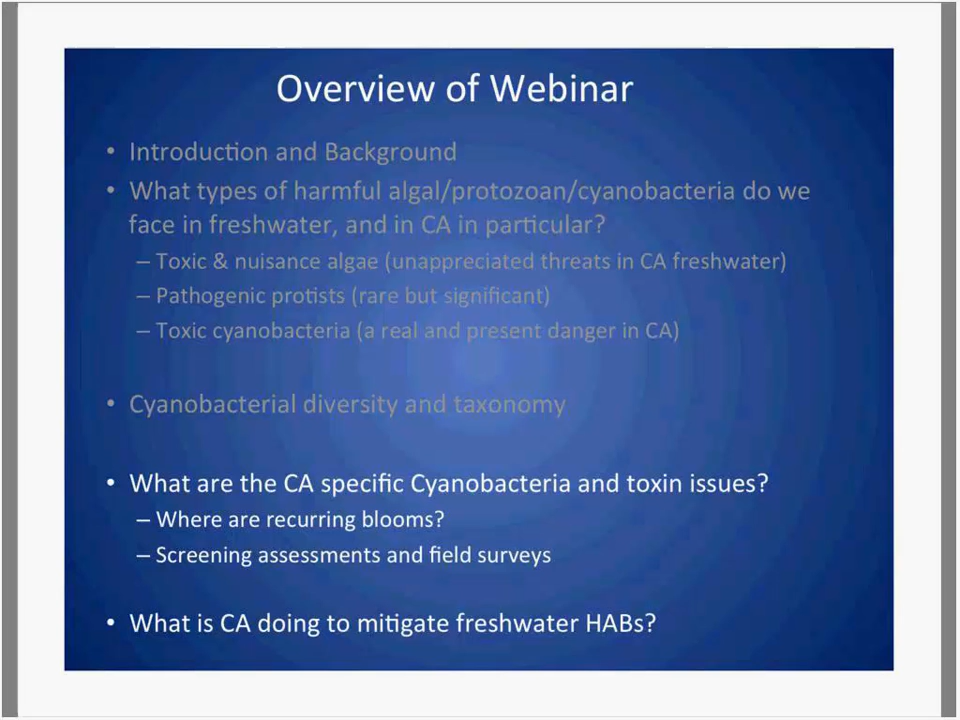 Overview of Webinar
• Introduction and Background
• What types of harmful algal/protozoan/cyanobacteria do we
face in freshwater, and in CA in particular?
– Toxic & nuisance algae (unappreciated threats in CA freshwater)
– Pathogenic protists (rare but significant)
– Toxic cyanobacteria (a real and present danger in CA)
• Cyanobacterial diversity and taxonomy
• What are the CA specific Cyanobacteria and toxin issues?
– Where are recurring blooms?
– Screening assessments and field surveys
• What is CA doing to mitigate freshwater HABs?